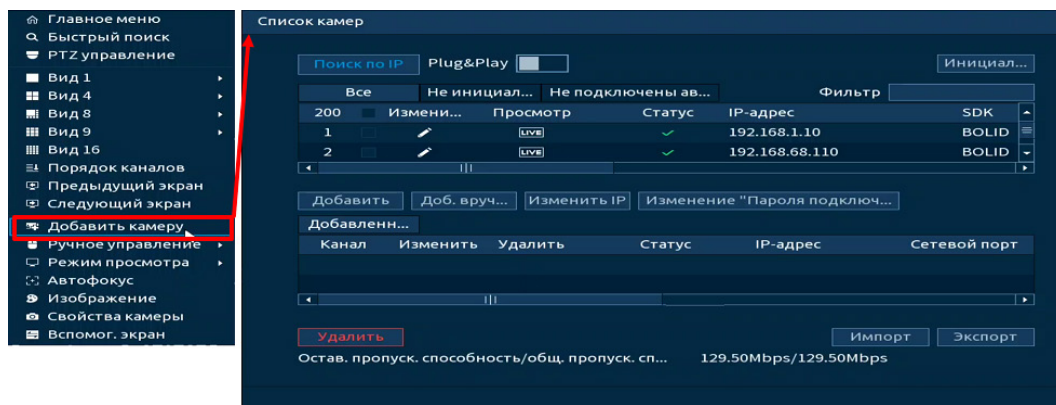 Главное меню
Быстрый поиск
PTZ управление
Вид 1
Вид 4
Вид 8
Вид 9
Вид 16
Порядок каналов
Предыдущий экран
Следующий экран
Добавить камеру
Ручное управление
Режим просмотра
Автофокус
Изображение
Свойства камеры
Вспомог. экран
Список камер
Поиск по IP Plug&Play Инициал...
Все Не инициал... Не подключены ав... Фильтр
200 Измени... Просмотр Статус IP-адрес SDK
1 LIVE 192.168.1.10 BOLID
2 LIVE 192.168.68.110 BOLID
Добавить Доб. вруч... Изменить IP Изменение "Пароля подключ...
Добавленн...
Канал Изменить Удалить Статус IP-адрес Сетевой порт
Удалить Импорт Экспорт
Остав. пропуск. способность/общ. пропуск. сп... 129.50Mbps/129.50Mbps